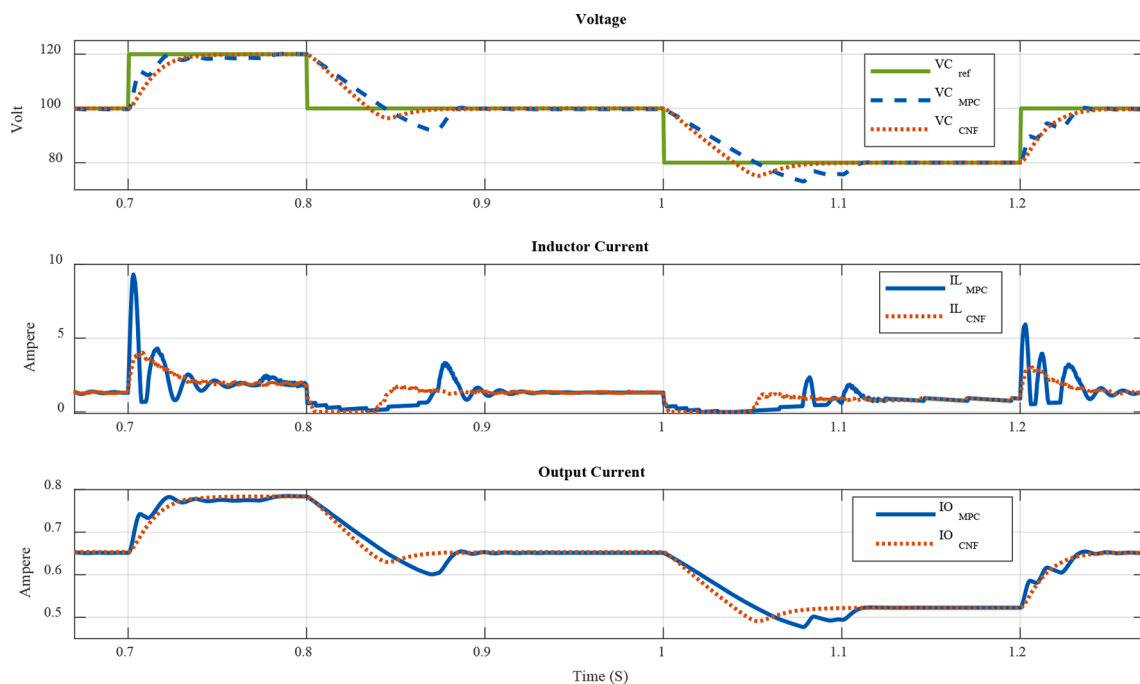 Voltage
120
100
80
Volt
VC ref
VC MPC
VC CNF
0.7 0.8 0.9 1 1.1 1.2
Inductor Current
10
5
0
Ampere
IL MPC
IL CNF
0.7 0.8 0.9 1 1.1 1.2
Output Current
0.8
0.7
0.6
0.5
Ampere
IO MPC
IO CNF
0.7 0.8 0.9 1 1.1 1.2
Time (S)